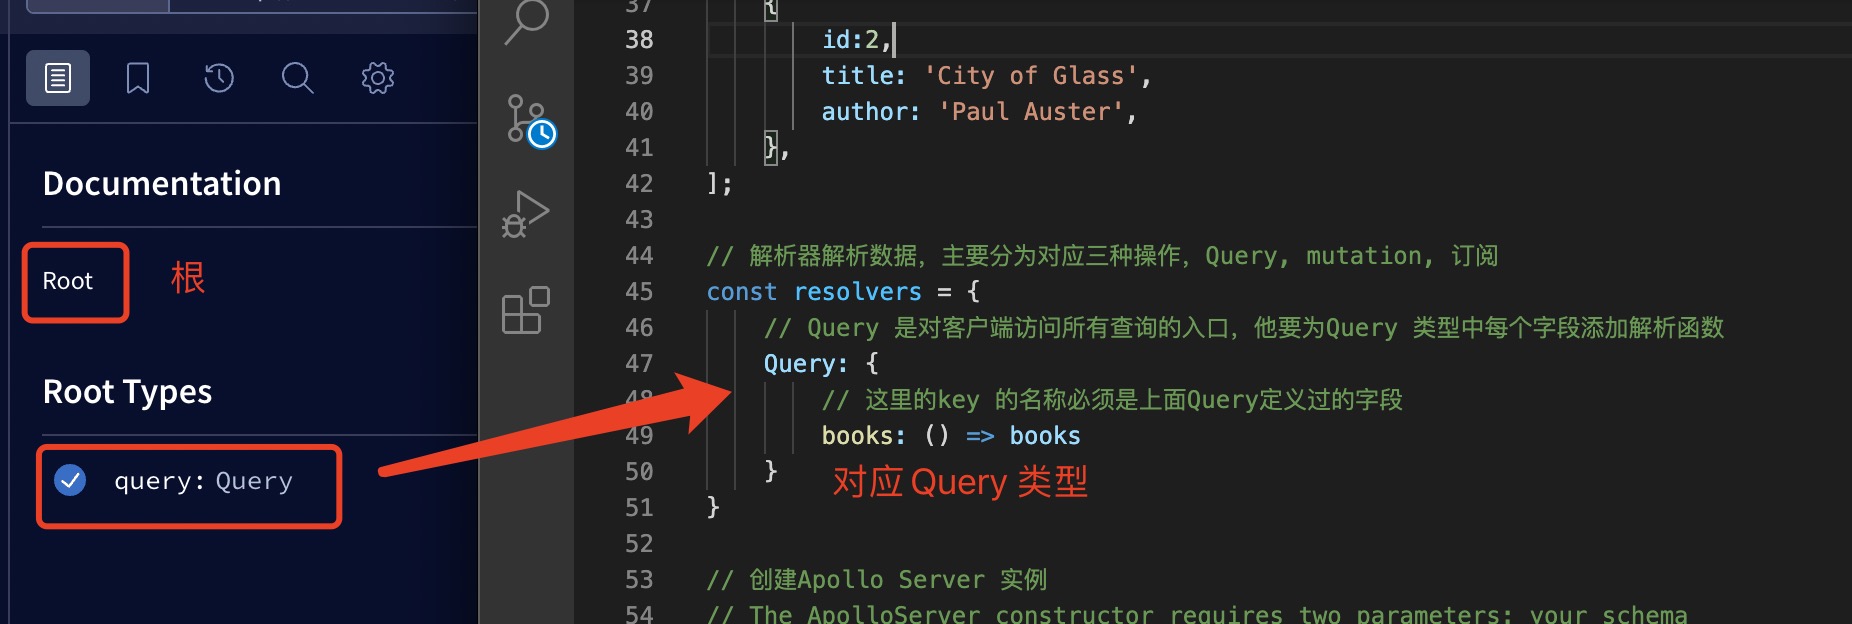 Documentation
Root
根
Root Types
query: Query
37 {
38 id:2,
39 title: 'City of Glass',
40 author: 'Paul Auster',
41 },
42 ];
43
44 // 解析器解析数据，主要分为对应三种操作，Query, mutation, 订阅
45 const resolvers = {
46 // Query 是对客户端访问所有查询的入口，他要为Query 类型中每个字段添加解析函数
47 Query: {
48 // 这里的key 的名称必须是上面Query定义过的字段
49 books: () => books
50 }
对应 Query 类型
51 }
52
53 // 创建Apollo Server 实例
54 // The ApolloServer constructor requires two parameters: your schema